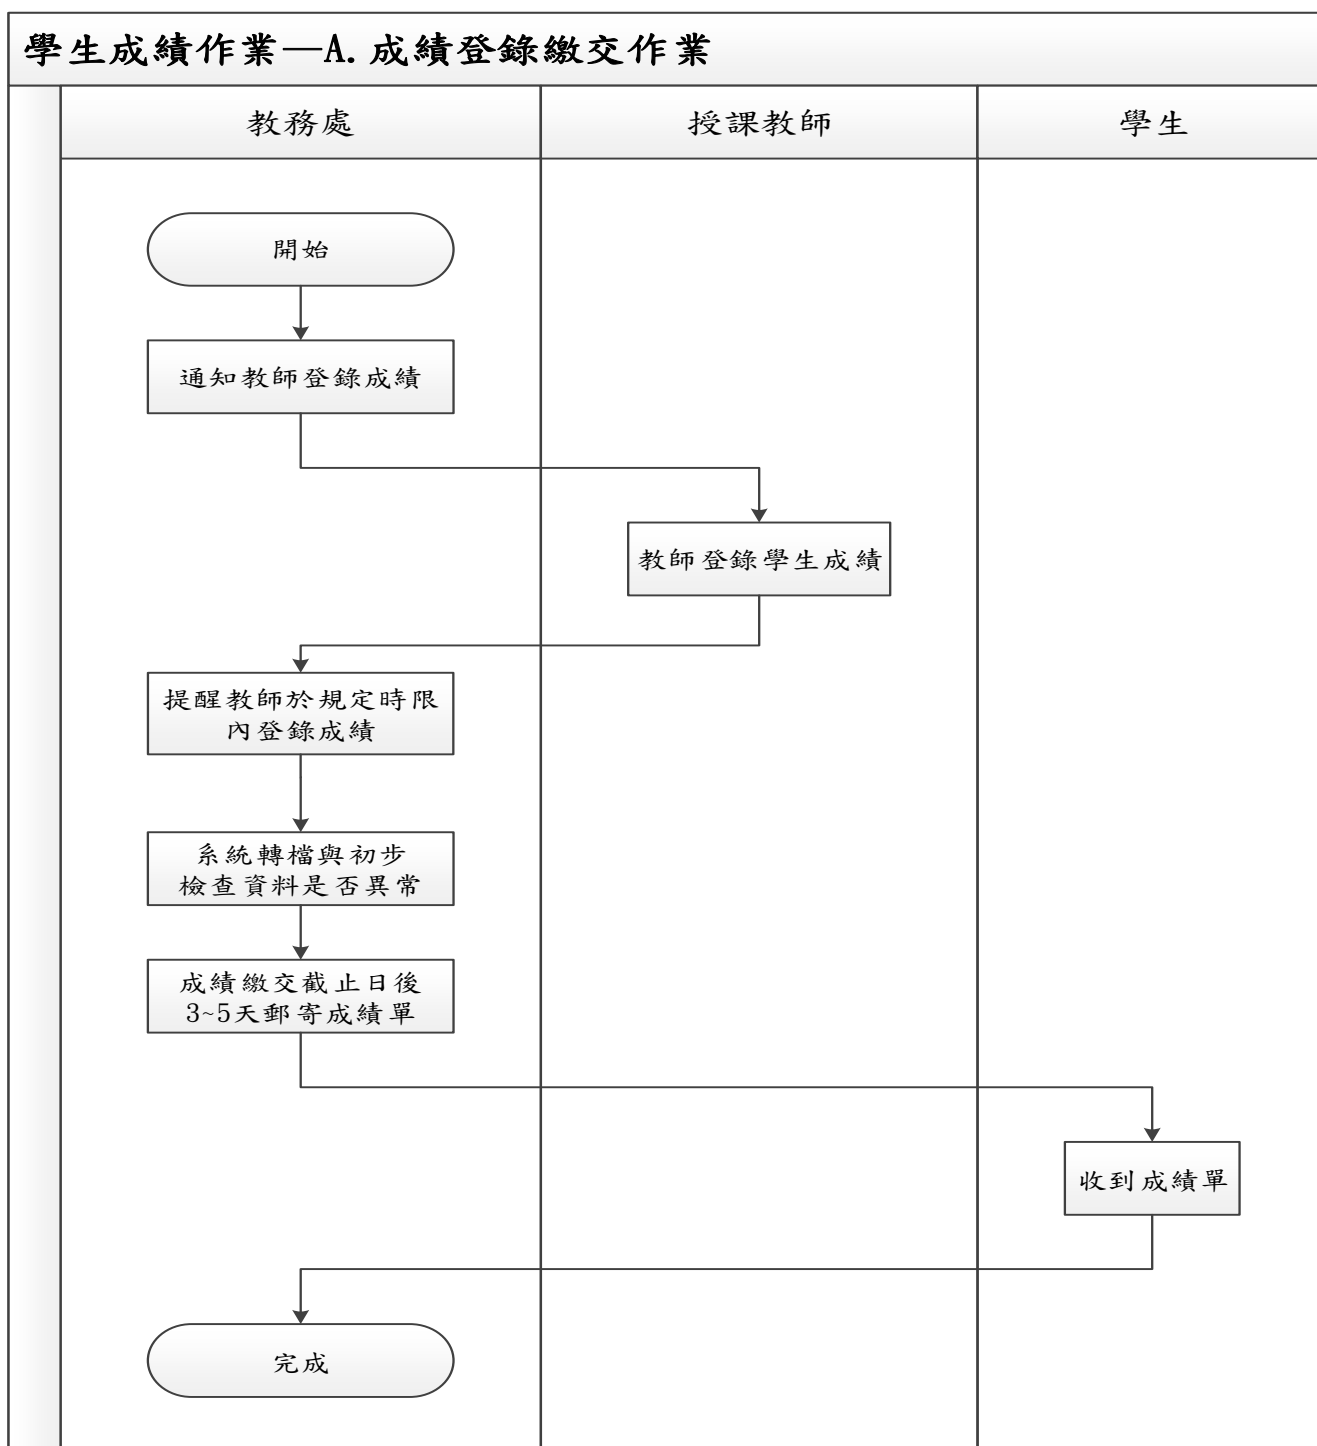 學生成績作業—A.成績登錄繳交作業
教務處
授課教師
學生
開始
通知教師登錄成績
教師登錄學生成績
提醒教師於規定時限
內登錄成績
系統轉檔與初步
檢查資料是否異常
成績繳交截止日後
3~5天郵寄成績單
收到成績單
完成